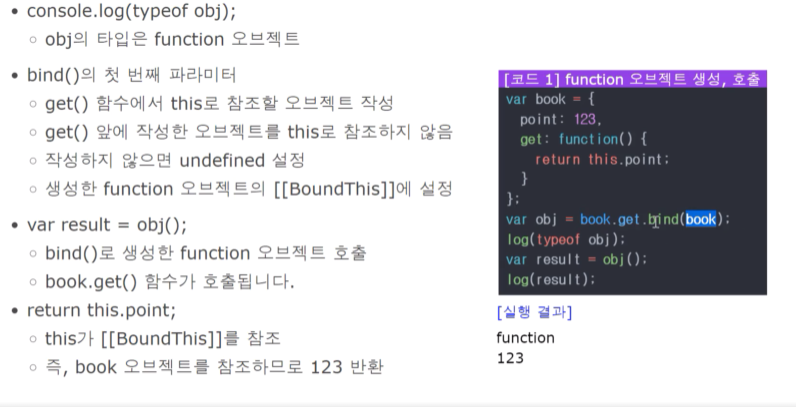 • console.log(typeof obj);
○ obj의 타입은 function 오브젝트
• bind()의 첫 번째 파라미터
○ get() 함수에서 this로 참조할 오브젝트 작성
○ get() 앞에 작성한 오브젝트를 this로 참조하지 않음
○ 작성하지 않으면 undefined 설정
○ 생성한 function 오브젝트의 [[BoundThis]]에 설정
• var result = obj();
○ bind()로 생성한 function 오브젝트 호출
○ book.get() 함수가 호출됩니다.
• return this.point;
○ this가 [[BoundThis]]를 참조
○ 즉, book 오브젝트를 참조하므로 123 반환
[코드 1] function 오브젝트 생성, 호출
var book = {
point: 123,
get: function() {
return this.point;
}
};
var obj = book.get.bind(book);
log(typeof obj);
var result = obj();
log(result);
[실행 결과]
function
123